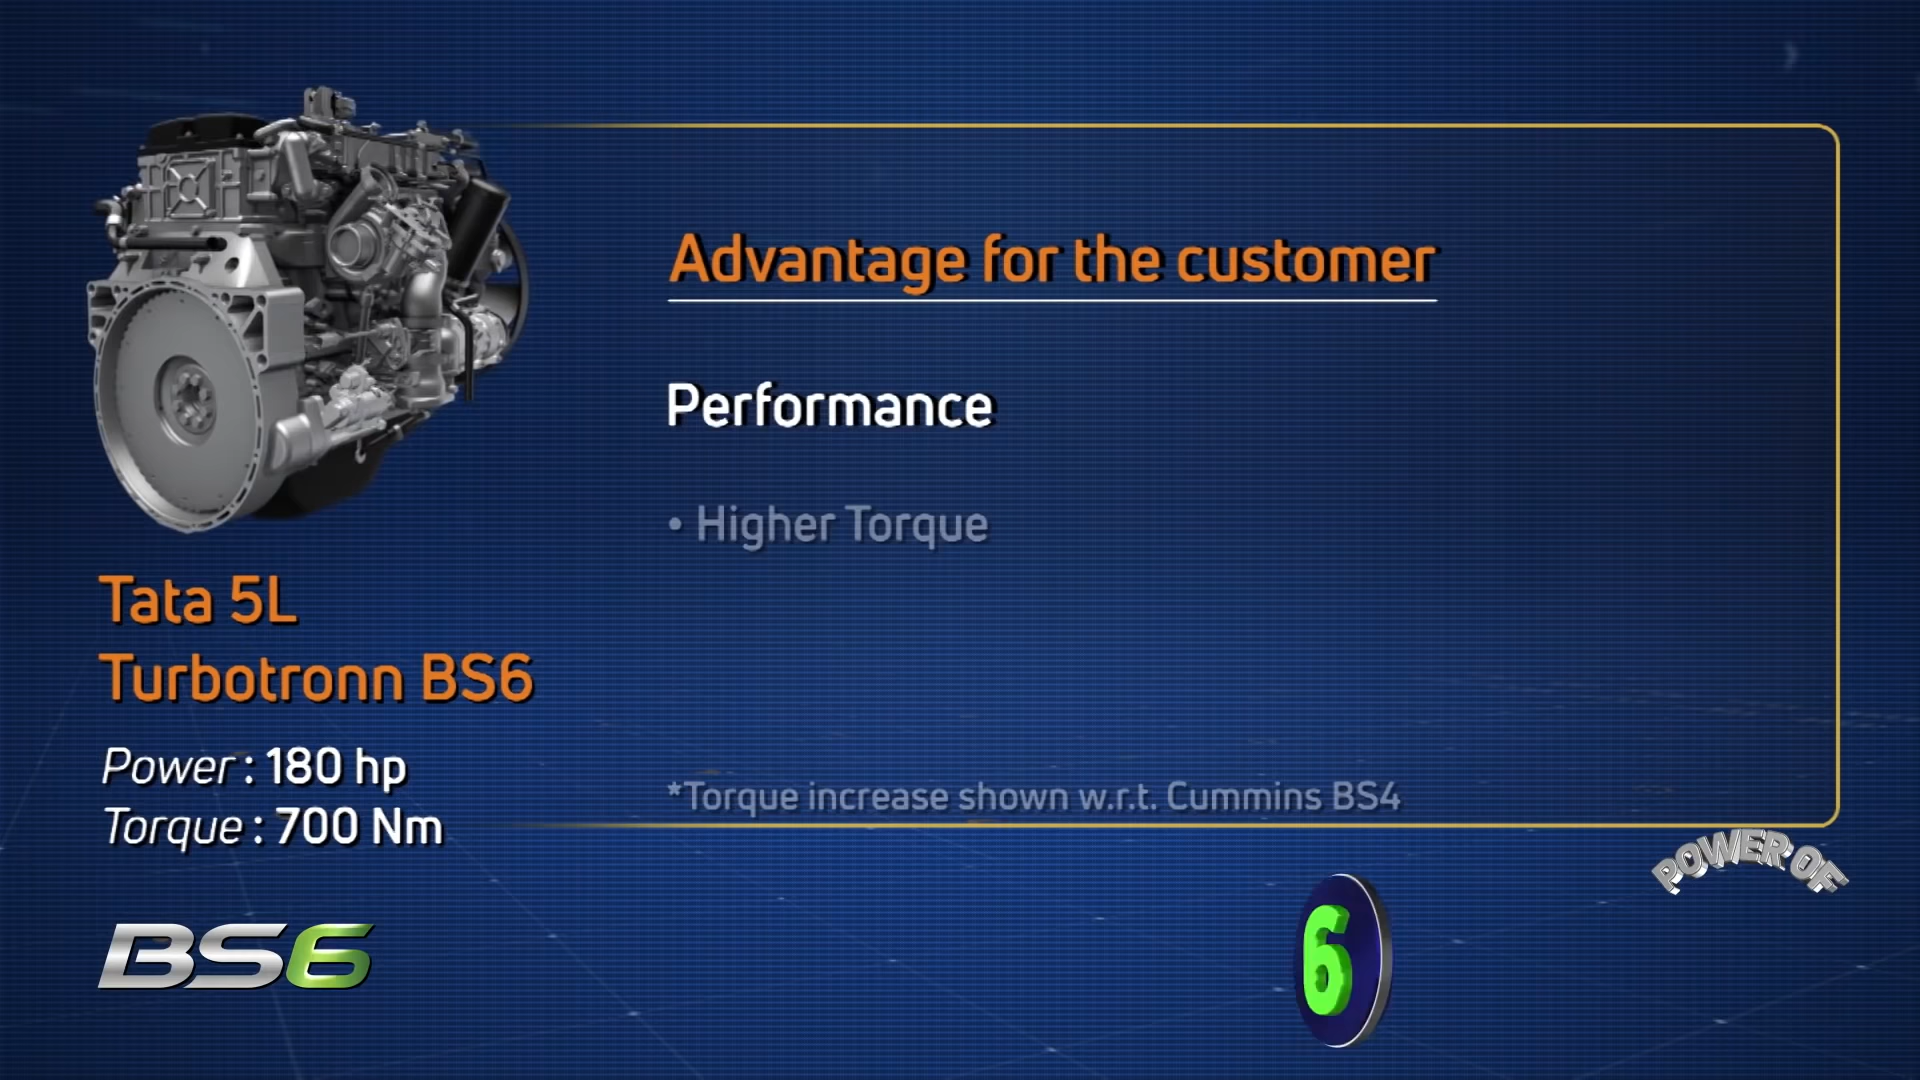 Advantage for the customer
Performance
• Higher Torque
*Torque increase shown w.r.t. Cummins BS4
Tata 5L
Turbotronn BS6
Power : 180 hp
Torque : 700 Nm
BS6
POWER OF
6